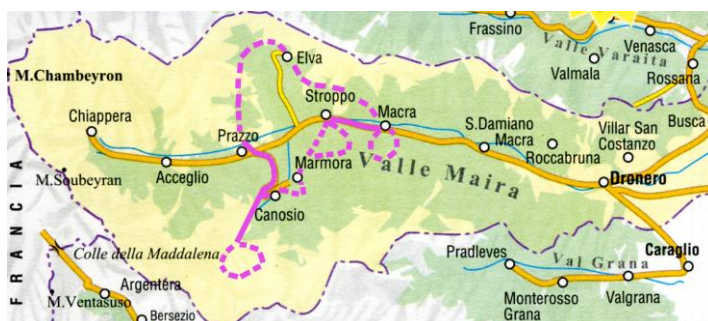 Frassino
Venasca
Valle Varaita
Valmala
Rossana
Elva
M.Chambeyron
Stroppo
Chiappera
Macra
Busca
Prazzo
S.Damiano
Macra
Villar San
Costanzo
Roccabruna
Acceglio
Marmora
Valle Maira
M.Soubeyran
Dronero
Canosio
FRANCIA
Colle della Maddalena
Pradleves
Val Grana
Caraglio
Argentera
M.Ventasuso
Monterosso
Grana
Valgrana
Bersezio